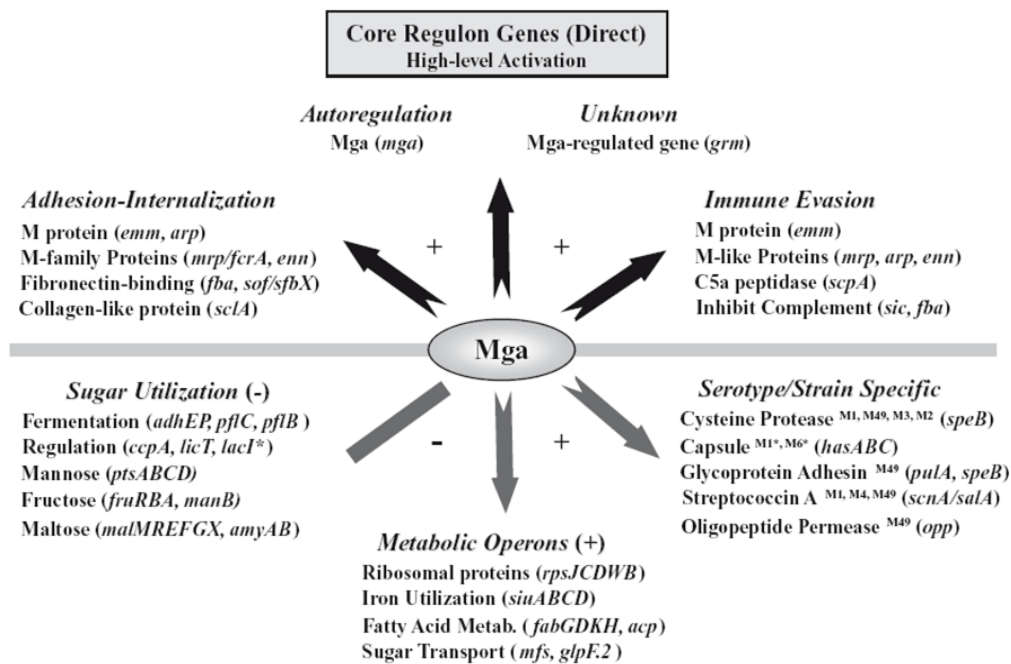 Core Regulon Genes (Direct)
High-level Activation
Autoregulation
Mga (mga)
Unknown
Mga-regulated gene (grm)
Adhesion-Internalization
M protein (emm, arp)
M-family Proteins (mrp/fcrA, enn)
Fibronectin-binding (fba, sof/sfbX)
Collagen-like protein (sclA)
Immune Evasion
M protein (emm)
M-like Proteins (mrp, arp, enn)
C5a peptidase (scpA)
Inhibit Complement (sic, fba)
+
+
Mga
Sugar Utilization (-)
Fermentation (adhEP, pflC, pflB )
Regulation (ccpA, licT, lacI*)
Mannose (ptsABCD)
Fructose (fruRBA, manB)
Maltose (malMREFGX, amyAB)
-
+
Serotype/Strain Specific
Cysteine Protease M1, M49, M3, M2 (speB)
Capsule M1*, M6* (hasABC)
Glycoprotein Adhesin M49 (pulA, speB)
Streptococcin A M1, M4, M49 (scnA/salA)
Oligopeptide Permease M49 (opp)
Metabolic Operons (+)
Ribosomal proteins (rpsJCDWB)
Iron Utilization (siuABCD)
Fatty Acid Metab. ( fabGDKH, acp)
Sugar Transport ( mfs, glpF.2 )